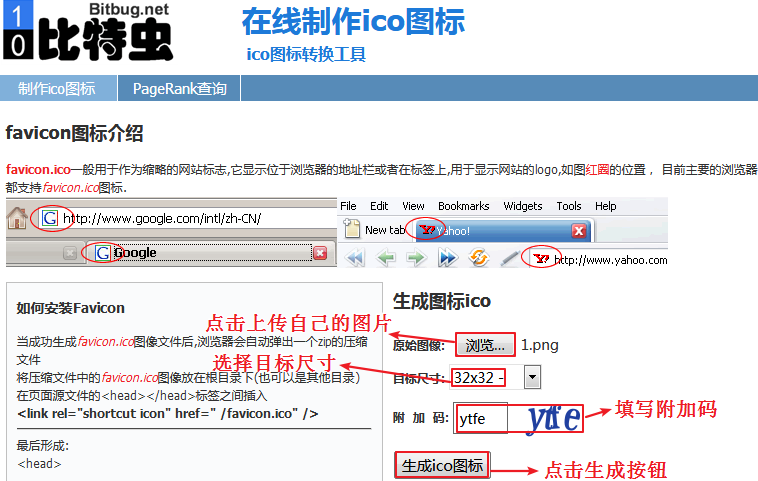 10
Bitbug.net
比特虫
在线制作ico图标
ico图标转换工具
制作ico图标
PageRank查询
favicon图标介绍
favicon.ico一般用于作为缩略的网站标志,它显示位于浏览器的地址栏或者在标签上,用于显示网站的logo,如图红圆的位置 ， 目前主要的浏览器
都支持favicon.ico图标.
G http://www.google.com/intl/zh-CN/
G Google
File Edit View Bookmarks Widgets Tools Help
New tab
Y! Yahoo!
Y! http://www.yahoo.com
如何安装Favicon
当成功生成favicon.ico图像文件后,浏览器会自动弹出一个zip的压缩
文件
将压缩文件中的favicon.ico图像放在根目录下(也可以是其他目录)
在页面源文件的<head></head>标签之间插入
<link rel="shortcut icon" href=" /favicon.ico" />
最后形成:
<head>
生成图标ico
点击上传自己的图片
原始图像: 浏览... 1.png
选择目标尺寸
目标尺寸: 32x32 -
附 加 码: ytfe ytfe
填写附加码
生成ico图标
点击生成按钮